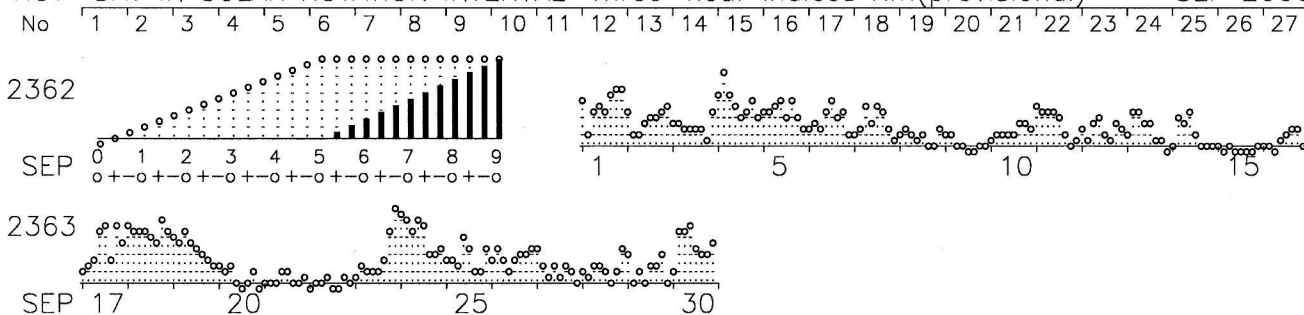 No 1 2 3 4 5 6 7 8 9 10 11 12 13 14 15 16 17 18 19 20 21 22 23 24 25 26 27
2362
SEP 0 1 2 3 4 5 6 7 8 9 1 5 10 15
o+-o+-o+-o+-o+-o+-o+-o+-o+-o
2363
SEP 17 20 25 30